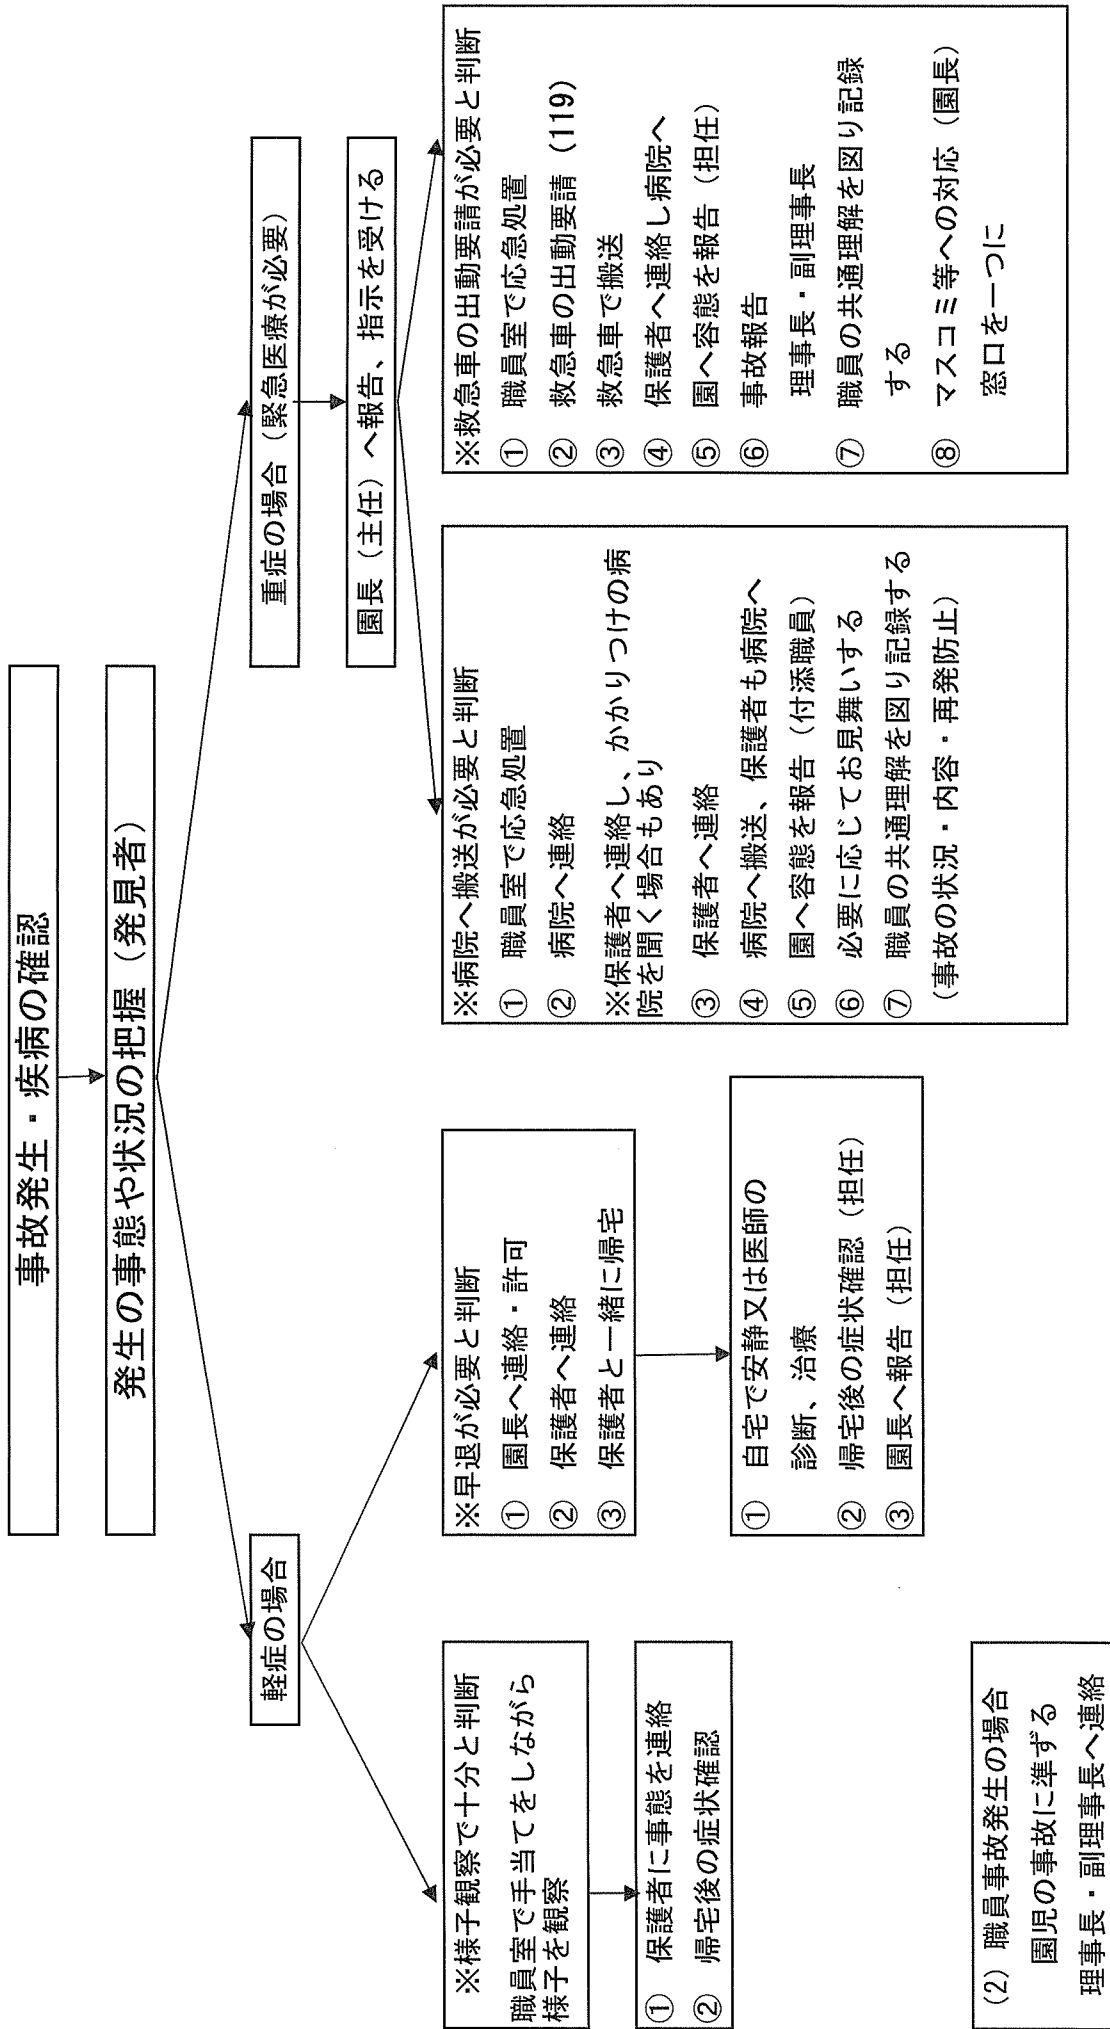 事故発生・疾病の確認
発生の事態や状況の把握（発見者）
軽症の場合
※様子観察で十分と判断
職員室で手当てをしながら
様子を観察
① 保護者に事態を連絡
② 帰宅後の症状確認
※早退が必要と判断
① 園長へ連絡・許可
② 保護者へ連絡
③ 保護者と一緒に帰宅
① 自宅で安静又は医師の
診断、治療
② 帰宅後の症状確認（担任）
③ 園長へ報告（担任）
重症の場合（緊急医療が必要）
園長（主任）へ報告、指示を受ける
※病院へ搬送が必要と判断
① 職員室で応急処置
② 病院へ連絡
※保護者へ連絡し、かかりつけの病
院を聞く場合もあり
③ 保護者へ連絡
④ 病院へ搬送、保護者も病院へ
⑤ 園へ容態を報告（付添職員）
⑥ 必要に応じてお見舞いする
⑦ 職員の共通理解を図り記録する
（事故の状況・内容・再発防止）
※救急車の出動要請が必要と判断
① 職員室で応急処置
② 救急車の出動要請（119）
③ 救急車で搬送
④ 保護者へ連絡し病院へ
⑤ 園へ容態を報告（担任）
⑥ 事故報告
理事長・副理事長
⑦ 職員の共通理解を図り記録
する
⑧ マスコミ等への対応（園長）
窓口を一つに
(2) 職員事故発生の場合
園児の事故に準ずる
理事長・副理事長へ連絡